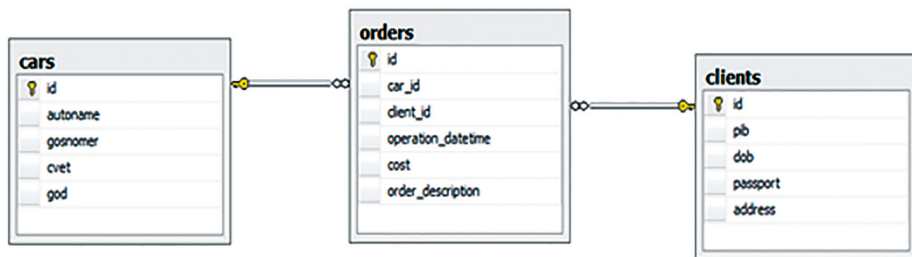 cars
id
autoname
gosnomer
cvet
god
orders
id
car_id
client_id
operation_datetime
cost
order_description
clients
id
pib
dob
passport
address